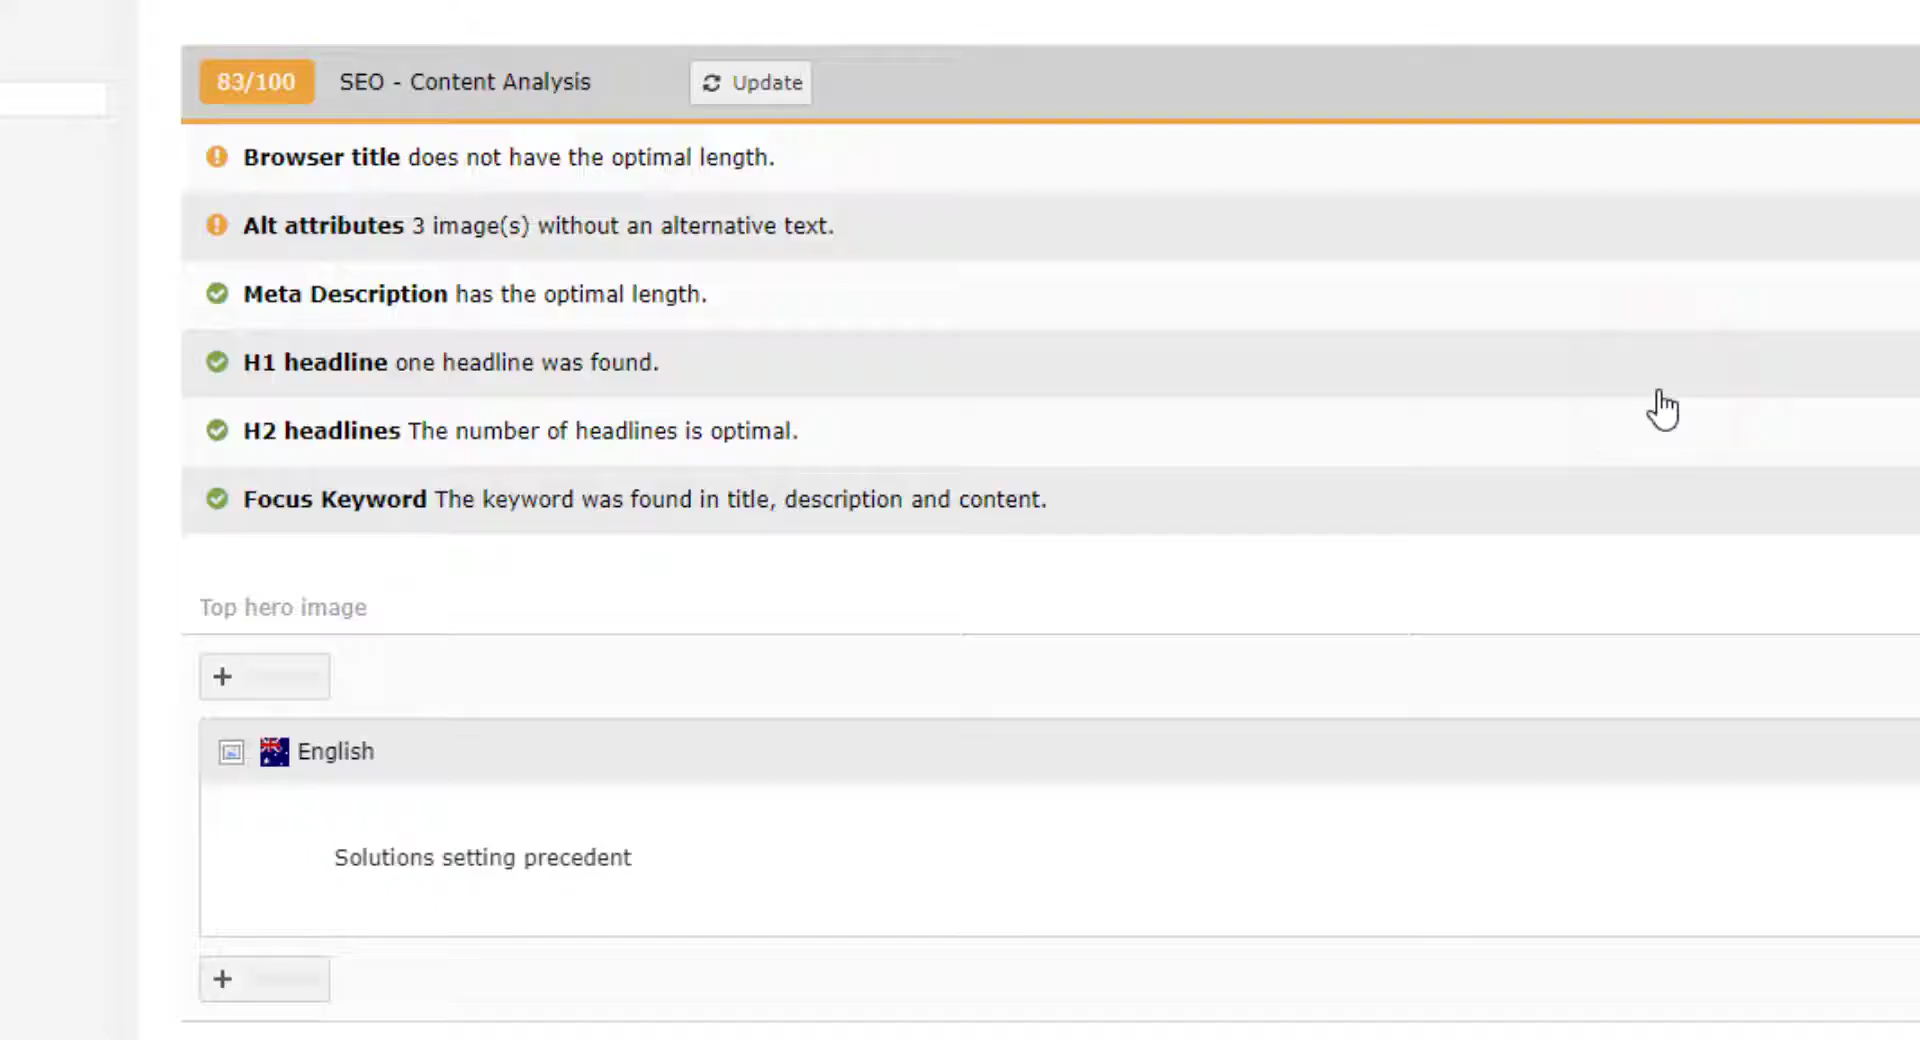 83/100 SEO - Content Analysis Update
Browser title does not have the optimal length.
Alt attributes 3 image(s) without an alternative text.
Meta Description has the optimal length.
H1 headline one headline was found.
H2 headlines The number of headlines is optimal.
Focus Keyword The keyword was found in title, description and content.
Top hero image
+
English
Solutions setting precedent
+